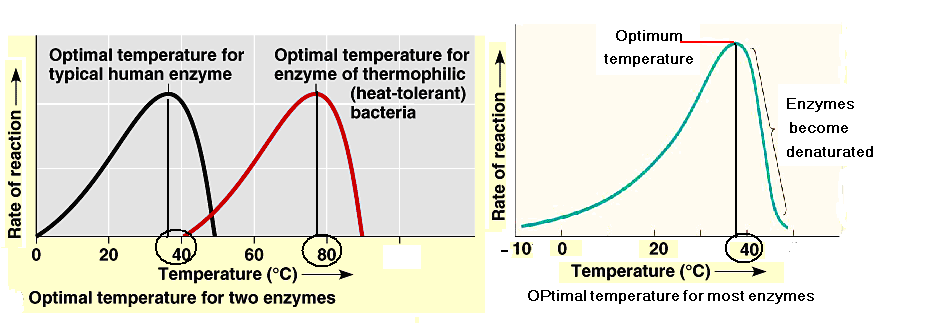 Optimal temperature for
typical human enzyme
Optimal temperature for
enzyme of thermophilic
(heat-tolerant)
bacteria
Rate of reaction
0 20 40 60 80
Temperature (°C)
Optimal temperature for two enzymes
Optimum
temperature
Enzymes
become
denaturated
Rate of reaction
-10 0 20 40
Temperature (°C)
OPtimal temperature for most enzymes